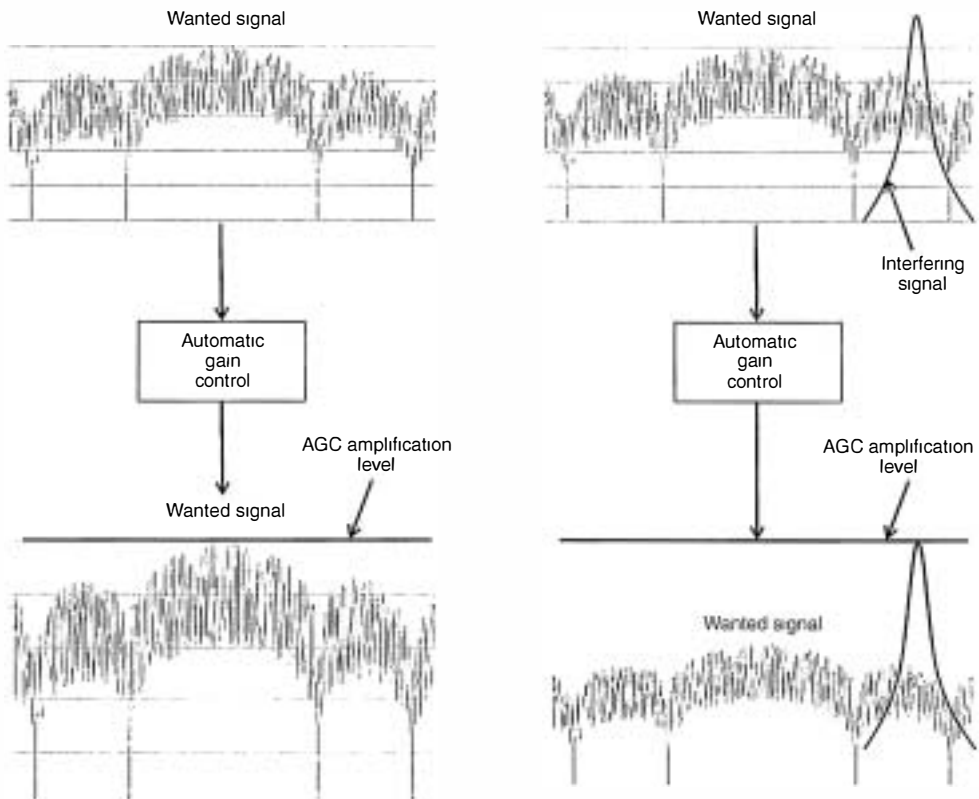 Wanted signal
Automatic
gain
control
AGC amplification
level
Wanted signal
Wanted signal
Interfering
signal
Automatic
gain
control
AGC amplification
level
Wanted signal